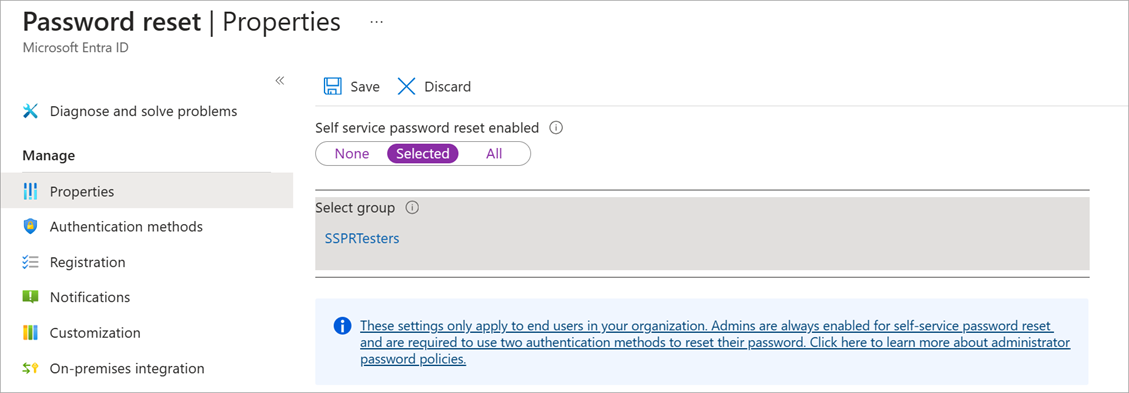 Password reset | Properties ...
Microsoft Entra ID
«
Diagnose and solve problems
Manage
Properties
Authentication methods
Registration
Notifications
Customization
On-premises integration
Save Discard
Self service password reset enabled
None Selected All
Select group
SSPRTesters
These settings only apply to end users in your organization. Admins are always enabled for self-service password reset
and are required to use two authentication methods to reset their password. Click here to learn more about administrator
password policies.